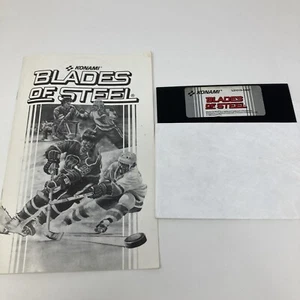 KONAMI
BLADES
OF STEEL
KONAMI
BLADES
OF STEEL